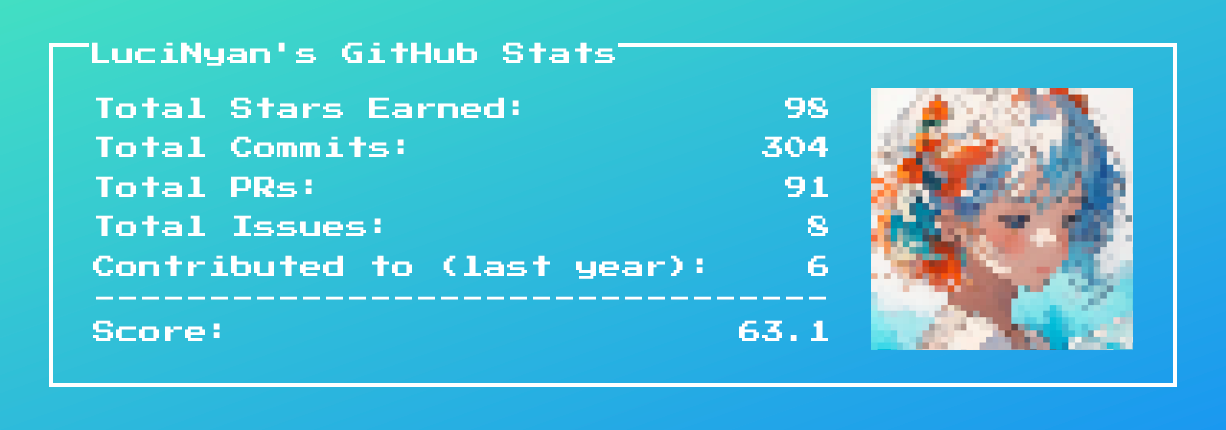 LuciNyan's GitHub Stats
Total Stars Earned: 98
Total Commits: 304
Total PRs: 91
Total Issues: 8
Contributed to (last year): 6
--------------------------------
Score: 63.1